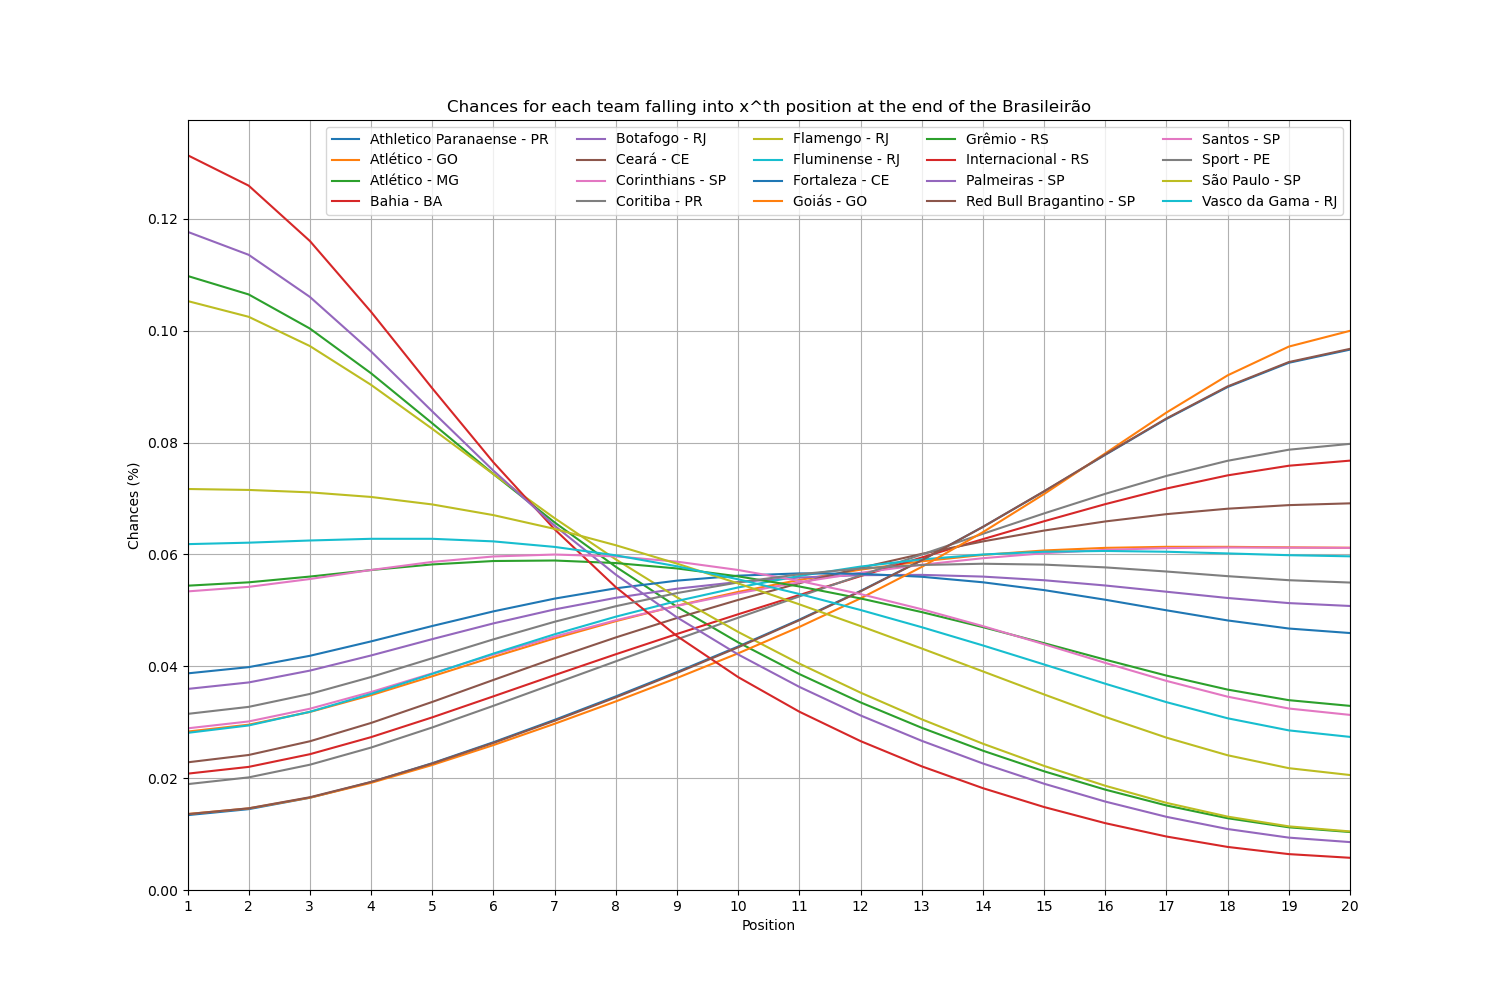 Chances for each team falling into x^th position at the end of the Brasileirão
Athletico Paranaense - PR
Atlético - GO
Atlético - MG
Bahia - BA
Botafogo - RJ
Ceará - CE
Corinthians - SP
Coritiba - PR
Flamengo - RJ
Fluminense - RJ
Fortaleza - CE
Goiás - GO
Grêmio - RS
Internacional - RS
Palmeiras - SP
Red Bull Bragantino - SP
Santos - SP
Sport - PE
São Paulo - SP
Vasco da Gama - RJ
Chances (%)
0.12
0.10
0.08
0.06
0.04
0.02
0.00
1 2 3 4 5 6 7 8 9 10 11 12 13 14 15 16 17 18 19 20
Position